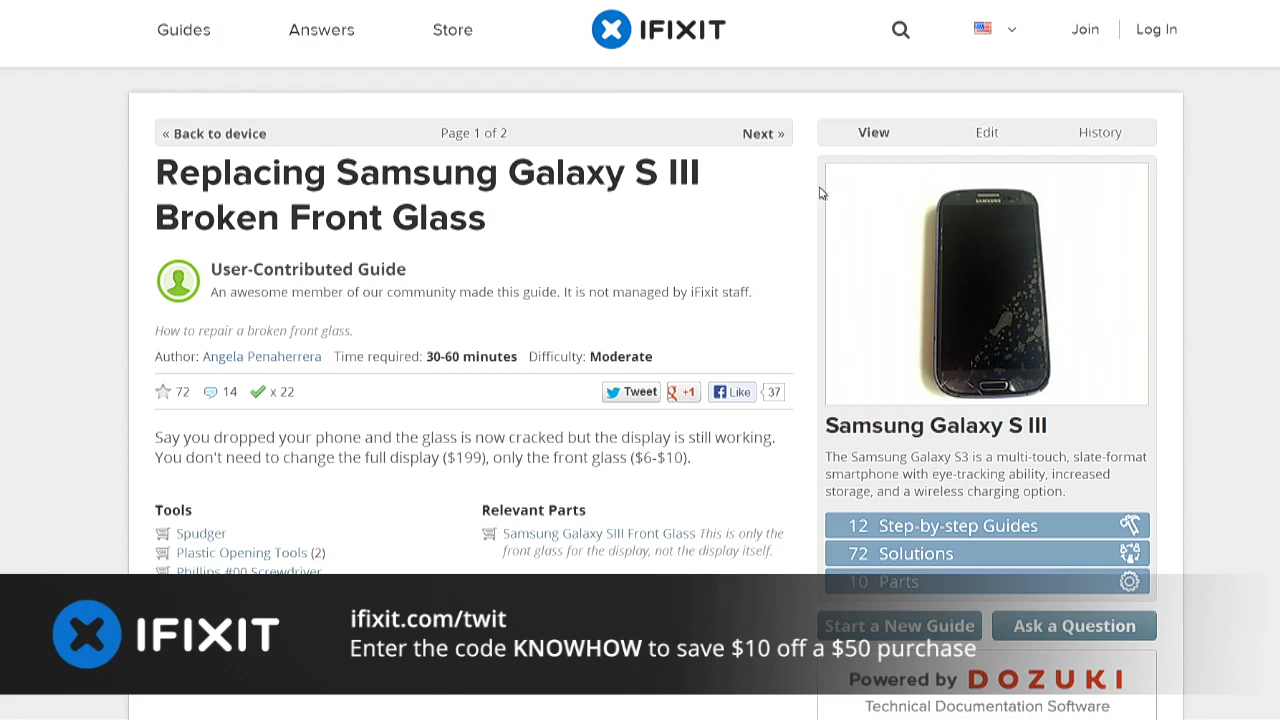 Guides Answers Store IFIXIT Join Log In
« Back to device Page 1 of 2 Next »
View Edit History
Replacing Samsung Galaxy S III
Broken Front Glass
User-Contributed Guide
An awesome member of our community made this guide. It is not managed by iFixit staff.
How to repair a broken front glass.
Author: Angela Penaherrera Time required: 30-60 minutes Difficulty: Moderate
72 14 x 22 Tweet g +1 Like 37
Say you dropped your phone and the glass is now cracked but the display is still working.
You don't need to change the full display ($199), only the front glass ($6-$10).
Tools
Spudger
Plastic Opening Tools (2)
Phillips #00 Screwdriver
Relevant Parts
Samsung Galaxy SIII Front Glass This is only the
front glass for the display, not the display itself.
SAMSUNG
Samsung Galaxy S III
The Samsung Galaxy S3 is a multi-touch, slate-format
smartphone with eye-tracking ability, increased
storage, and a wireless charging option.
12 Step-by-step Guides
72 Solutions
10 Parts
Start a New Guide Ask a Question
Powered by DOZUKI
Technical Documentation Software
IFIXIT
ifixit.com/twit
Enter the code KNOWHOW to save $10 off a $50 purchase